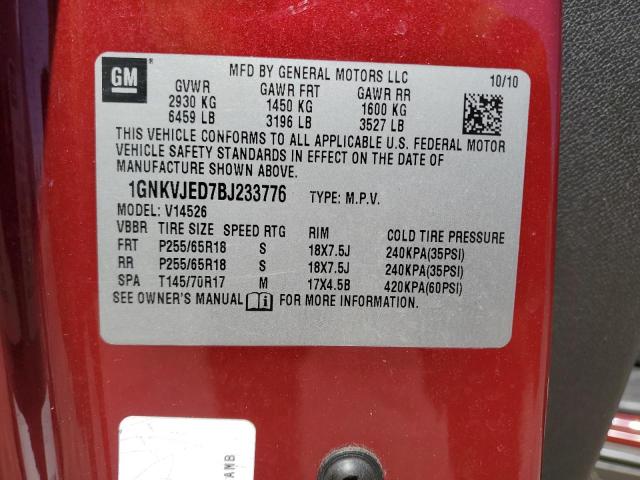 GM ®
MFD BY GENERAL MOTORS LLC 10/10
GVWR GAWR FRT GAWR RR
2930 KG 1450 KG 1600 KG
6459 LB 3196 LB 3527 LB
THIS VEHICLE CONFORMS TO ALL APPLICABLE U.S. FEDERAL MOTOR
VEHICLE SAFETY STANDARDS IN EFFECT ON THE DATE OF
MANUFACTURE SHOWN ABOVE.
1GNKVJED7BJ233776 TYPE: M.P.V.
MODEL: V14526
VBBR TIRE SIZE SPEED RTG RIM COLD TIRE PRESSURE
FRT P255/65R18 S 18X7.5J 240KPA(35PSI)
RR P255/65R18 S 18X7.5J 240KPA(35PSI)
SPA T145/70R17 M 17X4.5B 420KPA(60PSI)
SEE OWNER'S MANUAL FOR MORE INFORMATION.
AMB